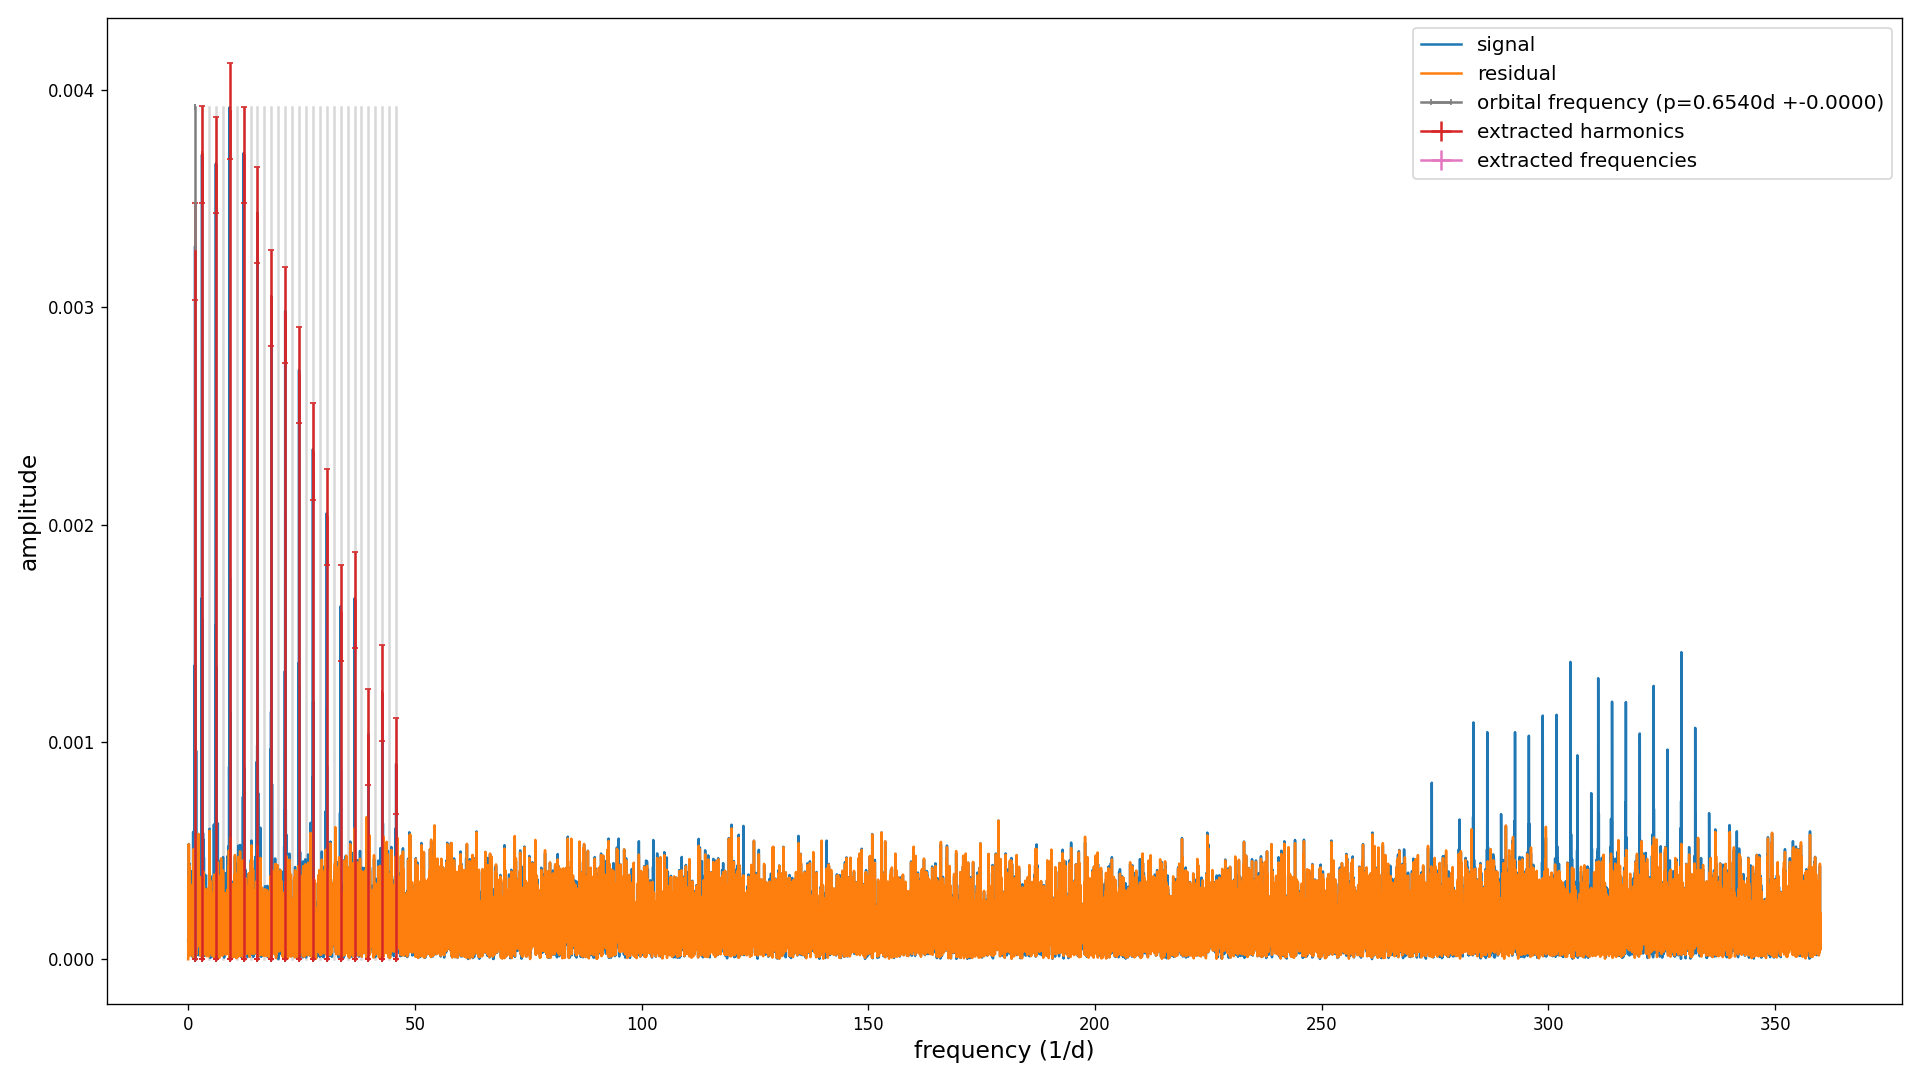 signal
residual
orbital frequency (p=0.6540d +-0.0000)
extracted harmonics
extracted frequencies
0.004
0.003
0.002
0.001
0.000
amplitude
0 50 100 150 200 250 300 350
frequency (1/d)